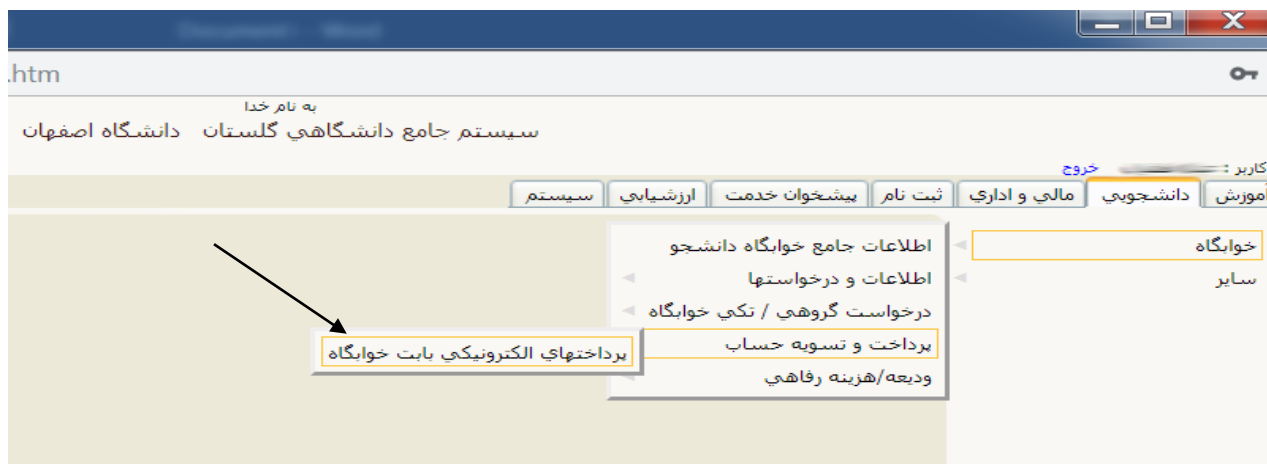 .htm
به نام خدا
سيستم جامع دانشگاهي گلستان دانشگاه اصفهان
کاربر : خروج
آموزش دانشجويي مالي و اداري ثبت نام پيشخوان خدمت ارزشيابي سيستم
خوابگاه
ساير
اطلاعات جامع خوابگاه دانشجو
اطلاعات و درخواستها
درخواست گروهي / تکي خوابگاه
پرداخت و تسويه حساب
وديعه/هزينه رفاهي
پرداختهاي الکترونيکي بابت خوابگاه